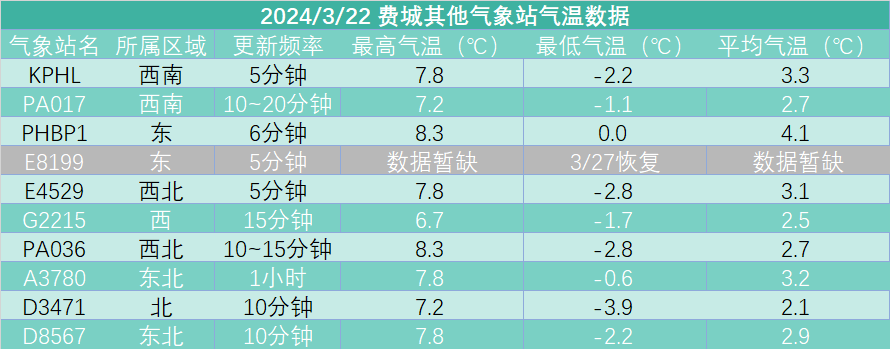 2024/3/22 费城其他气象站气温数据
气象站名 所属区域 更新频率 最高气温（℃） 最低气温（℃） 平均气温（℃）
KPHL 西南 5分钟 7.8 -2.2 3.3
PA017 西南 10~20分钟 7.2 -1.1 2.7
PHBP1 东 6分钟 8.3 0.0 4.1
E8199 东 5分钟 数据暂缺 3/27恢复 数据暂缺
E4529 西北 5分钟 7.8 -2.8 3.1
G2215 西 15分钟 6.7 -1.7 2.5
PA036 西北 10~15分钟 8.3 -2.8 2.7
A3780 东北 1小时 7.8 -0.6 3.2
D3471 北 10分钟 7.2 -3.9 2.1
D8567 东北 10分钟 7.8 -2.2 2.9